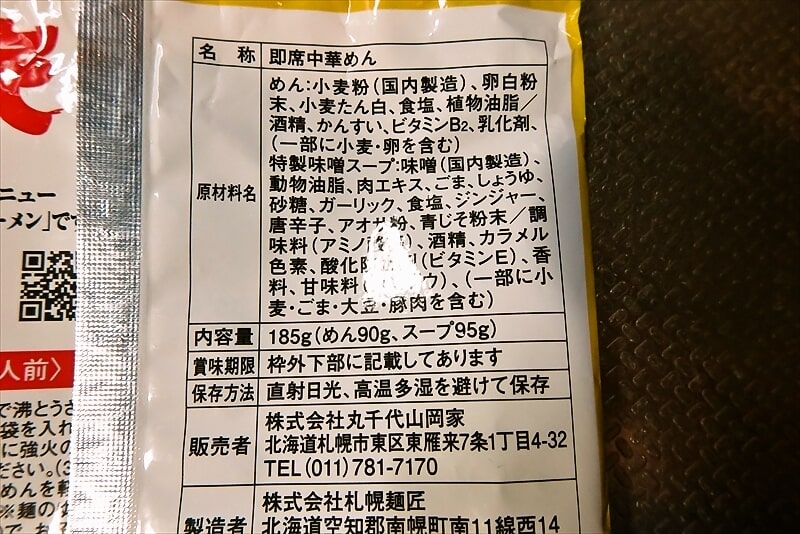 名称 即席中華めん
原材料名
めん:小麦粉(国内製造)、卵白粉
末、小麦たん白、食塩、植物油脂/
酒精、かんすい、ビタミンB2、乳化剤、
(一部に小麦・卵を含む)
特製味噌スープ:味噌(国内製造)、
動物油脂、肉エキス、ごま、しょうゆ、
砂糖、ガーリック、食塩、ジンジャー、
唐辛子、アオサ粉、青じそ粉末/調
味料(アミノ酸等)、酒精、カラメル
色素、酸化防止剤(ビタミンE)、香
料、甘味料( ウ)、(一部に小
麦・ごま・大豆・豚肉を含む)
内容量 185g(めん90g、スープ95g)
賞味期限 枠外下部に記載してあります
保存方法 直射日光、高温多湿を避けて保存
販売者
株式会社丸千代山岡家
北海道札幌市東区東雁来7条1丁目4-32
TEL(011)781-7170
製造者
株式会社札幌麺匠
北海道空知郡南幌町南11線西14
ニュー
ーメン」です
人前〉
で沸とうさ
袋を入れ
に強火の
ださい。(3
めんを軽
※麺の